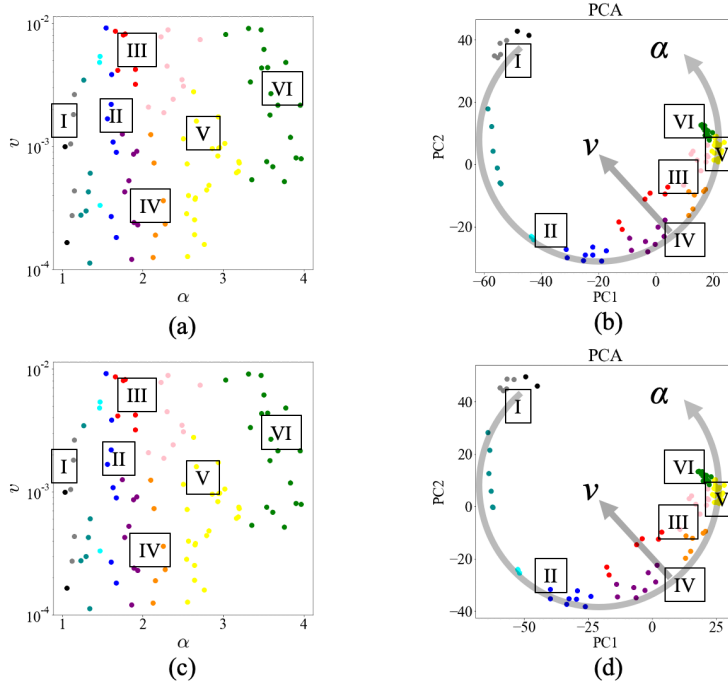 10⁻²
10⁻³
10⁻⁴
ν
I
II
III
IV
V
VI
1
2
3
4
α
(a)
PCA
40
20
0
−20
−40
PC2
I
α
ν
VI
V
III
II
IV
−60
−40
−20
0
20
PC1
(b)
10⁻²
10⁻³
10⁻⁴
ν
I
II
III
IV
V
VI
1
2
3
4
α
(c)
PCA
40
20
0
−20
−40
PC2
I
α
ν
VI
V
III
II
IV
−50
−25
0
25
PC1
(d)